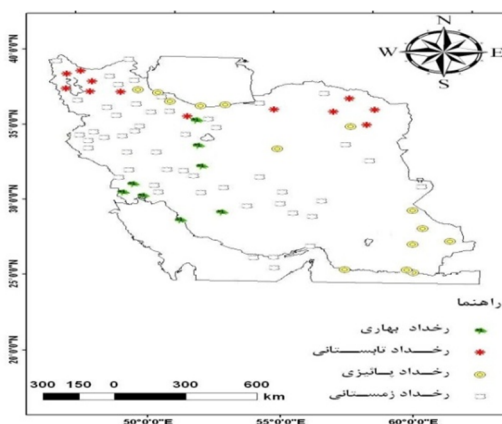 N
W E
S
40°0'0"N
35°0'0"N
30°0'0"N
25°0'0"N
20°0'0"N
راهنما
رخداد بهاری
رخداد تابستانی
رخداد پائیزی
رخداد زمستانی
300 150 0 300 600
km
50°0'0"E 55°0'0"E 60°0'0"E